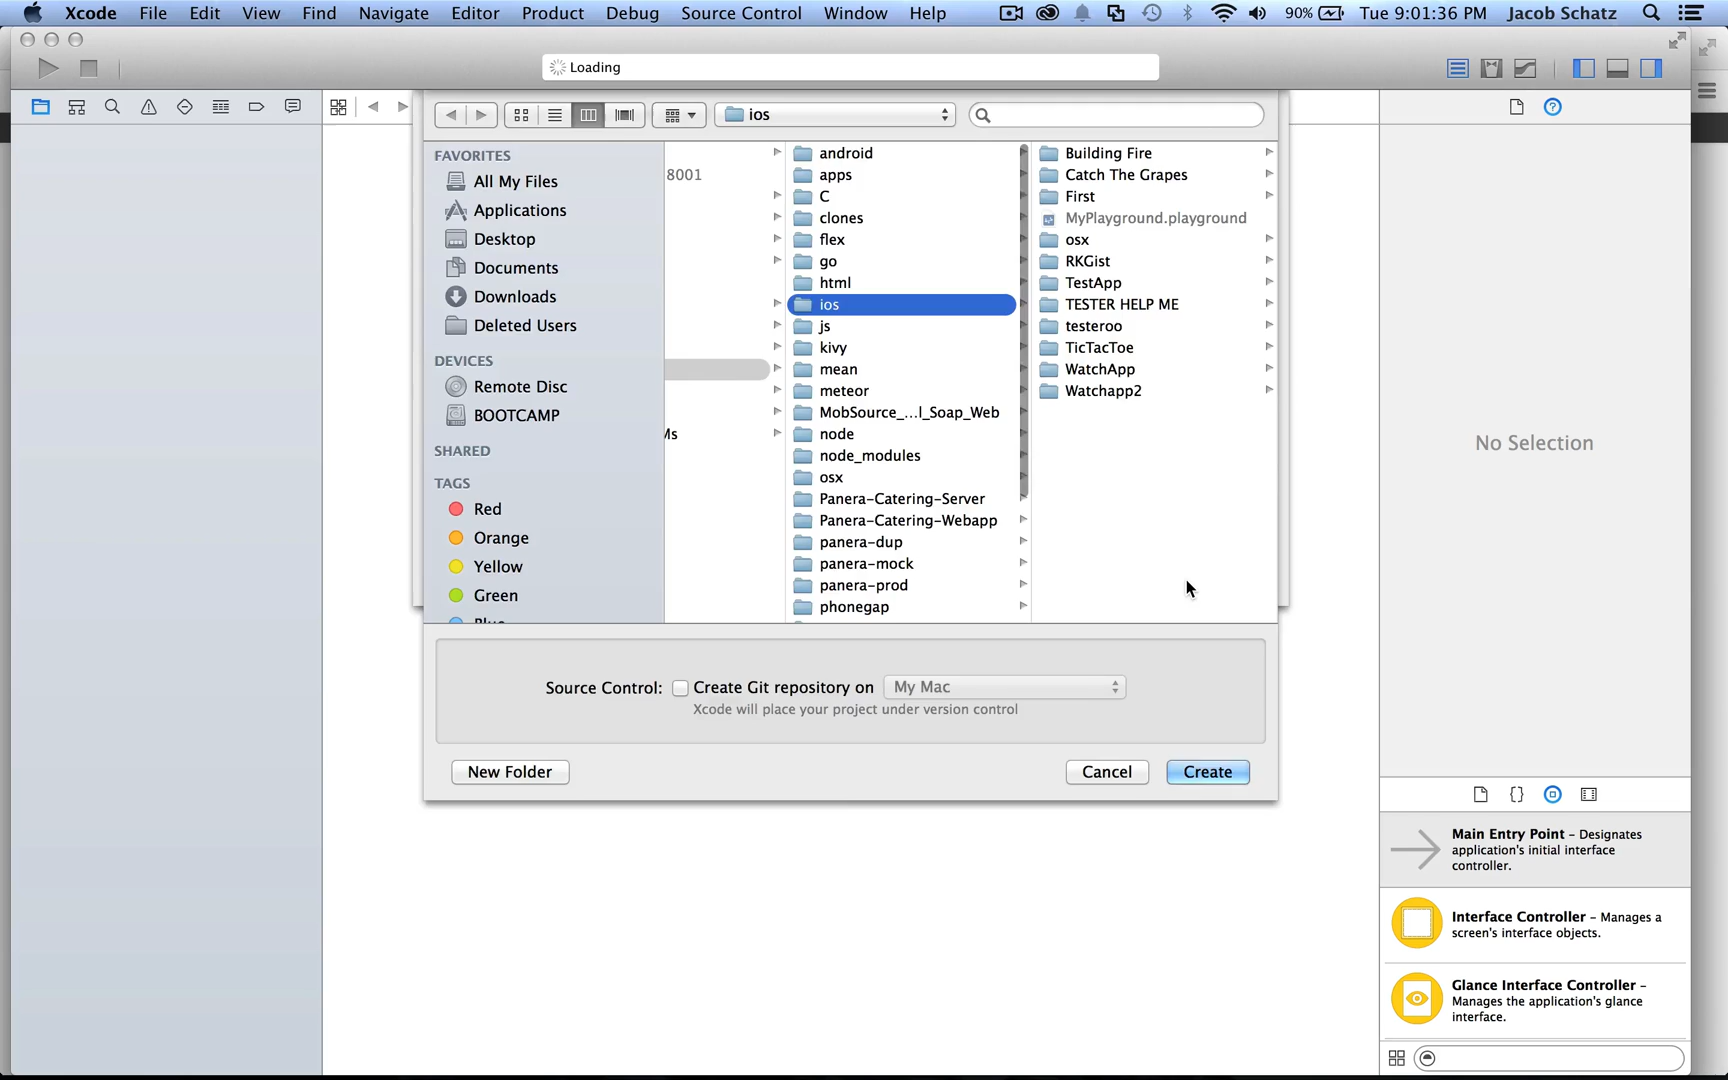 Xcode File Edit View Find Navigate Editor Product Debug Source Control Window Help 90% Tue 9:01:36 PM Jacob Schatz
Loading
ios
FAVORITES
All My Files
Applications
Desktop
Documents
Downloads
Deleted Users
DEVICES
Remote Disc
BOOTCAMP
SHARED
TAGS
Red
Orange
Yellow
Green
Blue
8001
Ms
android
apps
C
clones
flex
go
html
ios
js
kivy
mean
meteor
MobSource_...l_Soap_Web
node
node_modules
osx
Panera-Catering-Server
Panera-Catering-Webapp
panera-dup
panera-mock
panera-prod
phonegap
Building Fire
Catch The Grapes
First
MyPlayground.playground
osx
RKGist
TestApp
TESTER HELP ME
testeroo
TicTacToe
WatchApp
Watchapp2
Source Control: Create Git repository on My Mac
Xcode will place your project under version control
New Folder Cancel Create
No Selection
Main Entry Point - Designates
application's initial interface
controller.
Interface Controller - Manages a
screen's interface objects.
Glance Interface Controller -
Manages the application's glance
interface.